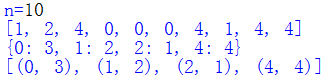 n=10
[1, 2, 4, 0, 0, 0, 4, 1, 4, 4]
{0: 3, 1: 2, 2: 1, 4: 4}
[(0, 3), (1, 2), (2, 1), (4, 4)]